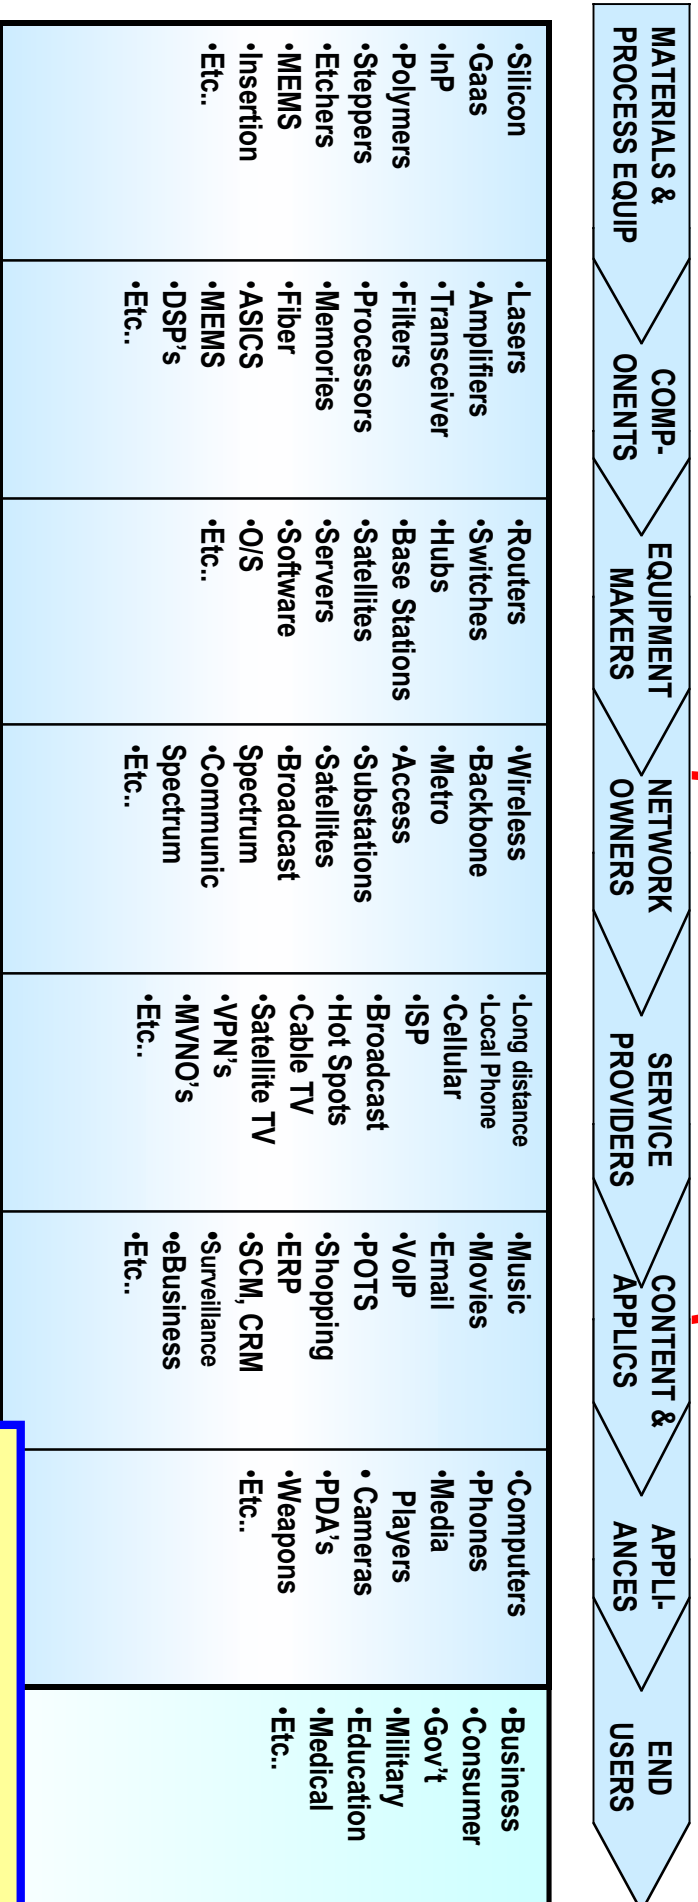 MATERIALS &
PROCESS EQUIP
COMP-
ONENTS
EQUIPMENT
MAKERS
NETWORK
OWNERS
SERVICE
PROVIDERS
CONTENT &
APPLICS
APPLI-
ANCES
END
USERS
•Silicon
•Gaas
•InP
•Polymers
•Steppers
•Etchers
•MEMS
•Insertion
•Etc..
•Lasers
•Amplifiers
•Transceiver
•Filters
•Processors
•Memories
•Fiber
•ASICS
•MEMS
•DSP's
•Etc..
•Routers
•Switches
•Hubs
•Base Stations
•Satellites
•Servers
•Software
•O/S
•Etc..
•Wireless
•Backbone
•Metro
•Access
•Substations
•Satellites
•Broadcast
Spectrum
•Communic
Spectrum
•Etc..
•Long distance
•Local Phone
•Cellular
•ISP
•Broadcast
•Hot Spots
•Cable TV
•Satellite TV
•VPN's
•MVNO's
•Etc..
•Music
•Movies
•Email
•VoIP
•POTS
•Shopping
•ERP
•SCM, CRM
•Surveillance
•eBusiness
•Etc..
•Computers
•Phones
•Media
Players
• Cameras
•PDA's
•Weapons
•Etc..
•Business
•Consumer
•Gov't
•Military
•Education
•Medical
•Etc..